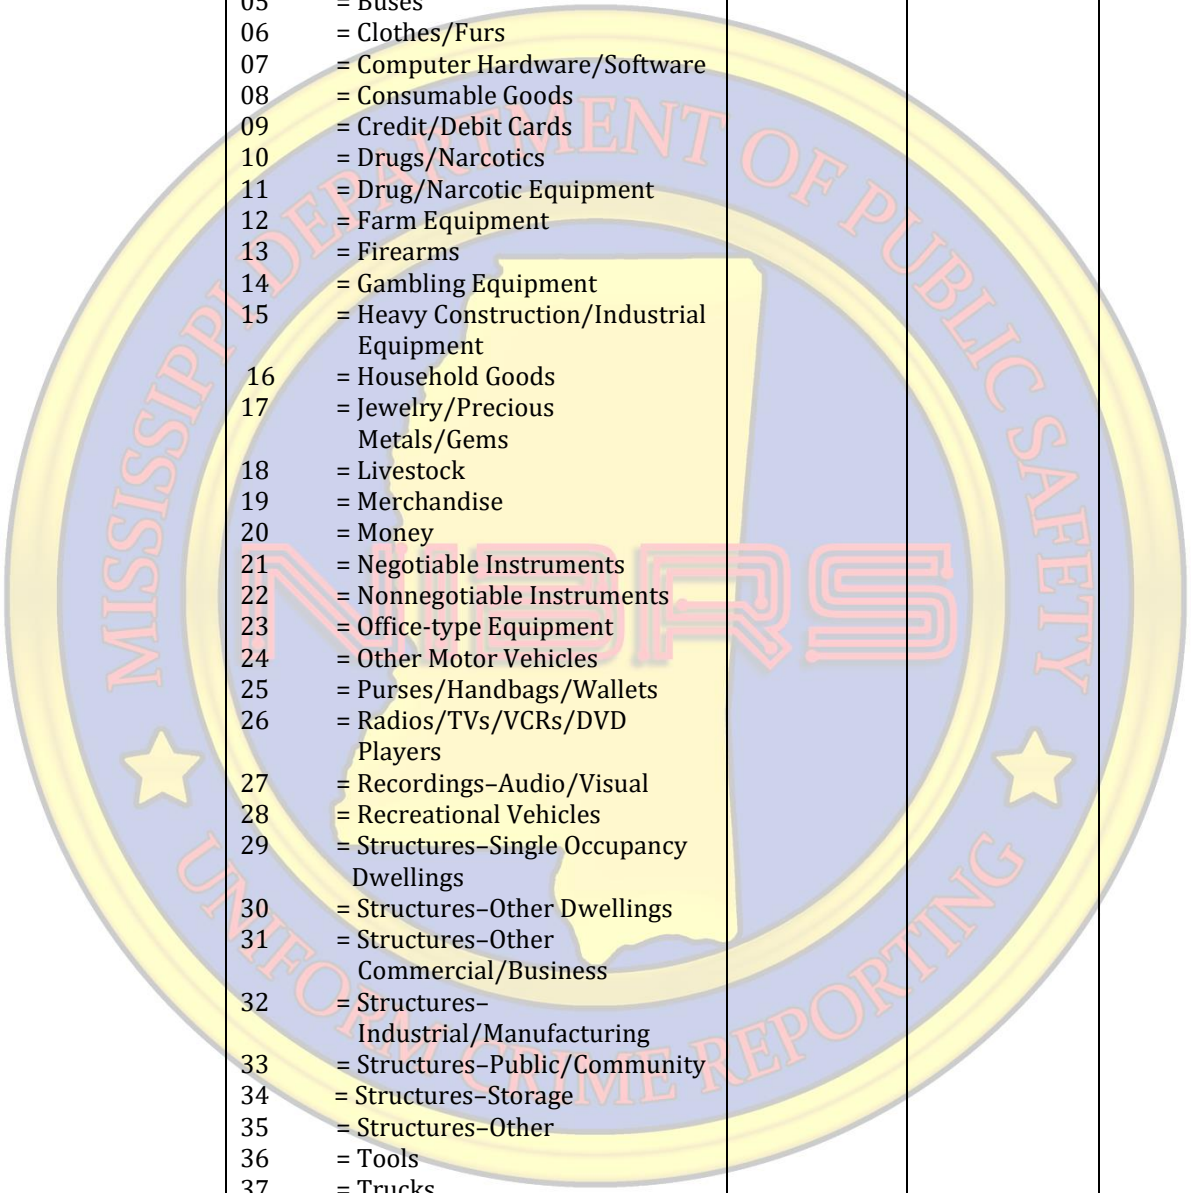 05 = Buses
06 = Clothes/Furs
07 = Computer Hardware/Software
08 = Consumable Goods
09 = Credit/Debit Cards
10 = Drugs/Narcotics
11 = Drug/Narcotic Equipment
12 = Farm Equipment
13 = Firearms
14 = Gambling Equipment
15 = Heavy Construction/Industrial
Equipment
16 = Household Goods
17 = Jewelry/Precious
Metals/Gems
18 = Livestock
19 = Merchandise
20 = Money
21 = Negotiable Instruments
22 = Nonnegotiable Instruments
23 = Office-type Equipment
24 = Other Motor Vehicles
25 = Purses/Handbags/Wallets
26 = Radios/TVs/VCRs/DVD
Players
27 = Recordings–Audio/Visual
28 = Recreational Vehicles
29 = Structures–Single Occupancy
Dwellings
30 = Structures–Other Dwellings
31 = Structures–Other
Commercial/Business
32 = Structures–
Industrial/Manufacturing
33 = Structures–Public/Community
34 = Structures–Storage
35 = Structures–Other
36 = Tools
37 = Trucks
MISSISSIPPI DEPARTMENT OF PUBLIC SAFETY
NIBRS
UNIFORM CRIME REPORTING